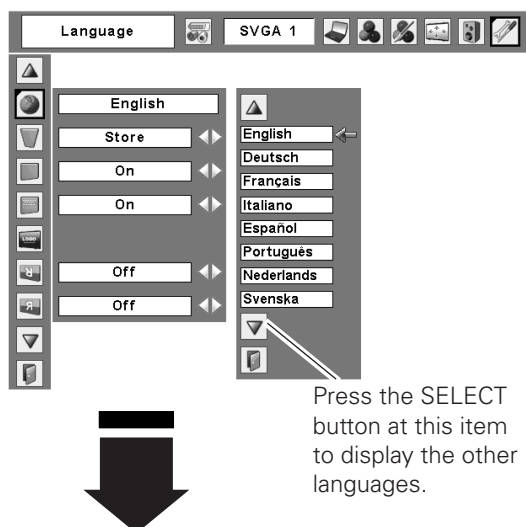 Language
SVGA 1
English
Store
On
On
Off
Off
English
Deutsch
Français
Italiano
Español
Português
Nederlands
Svenska
Press the SELECT
button at this item
to display the other
languages.